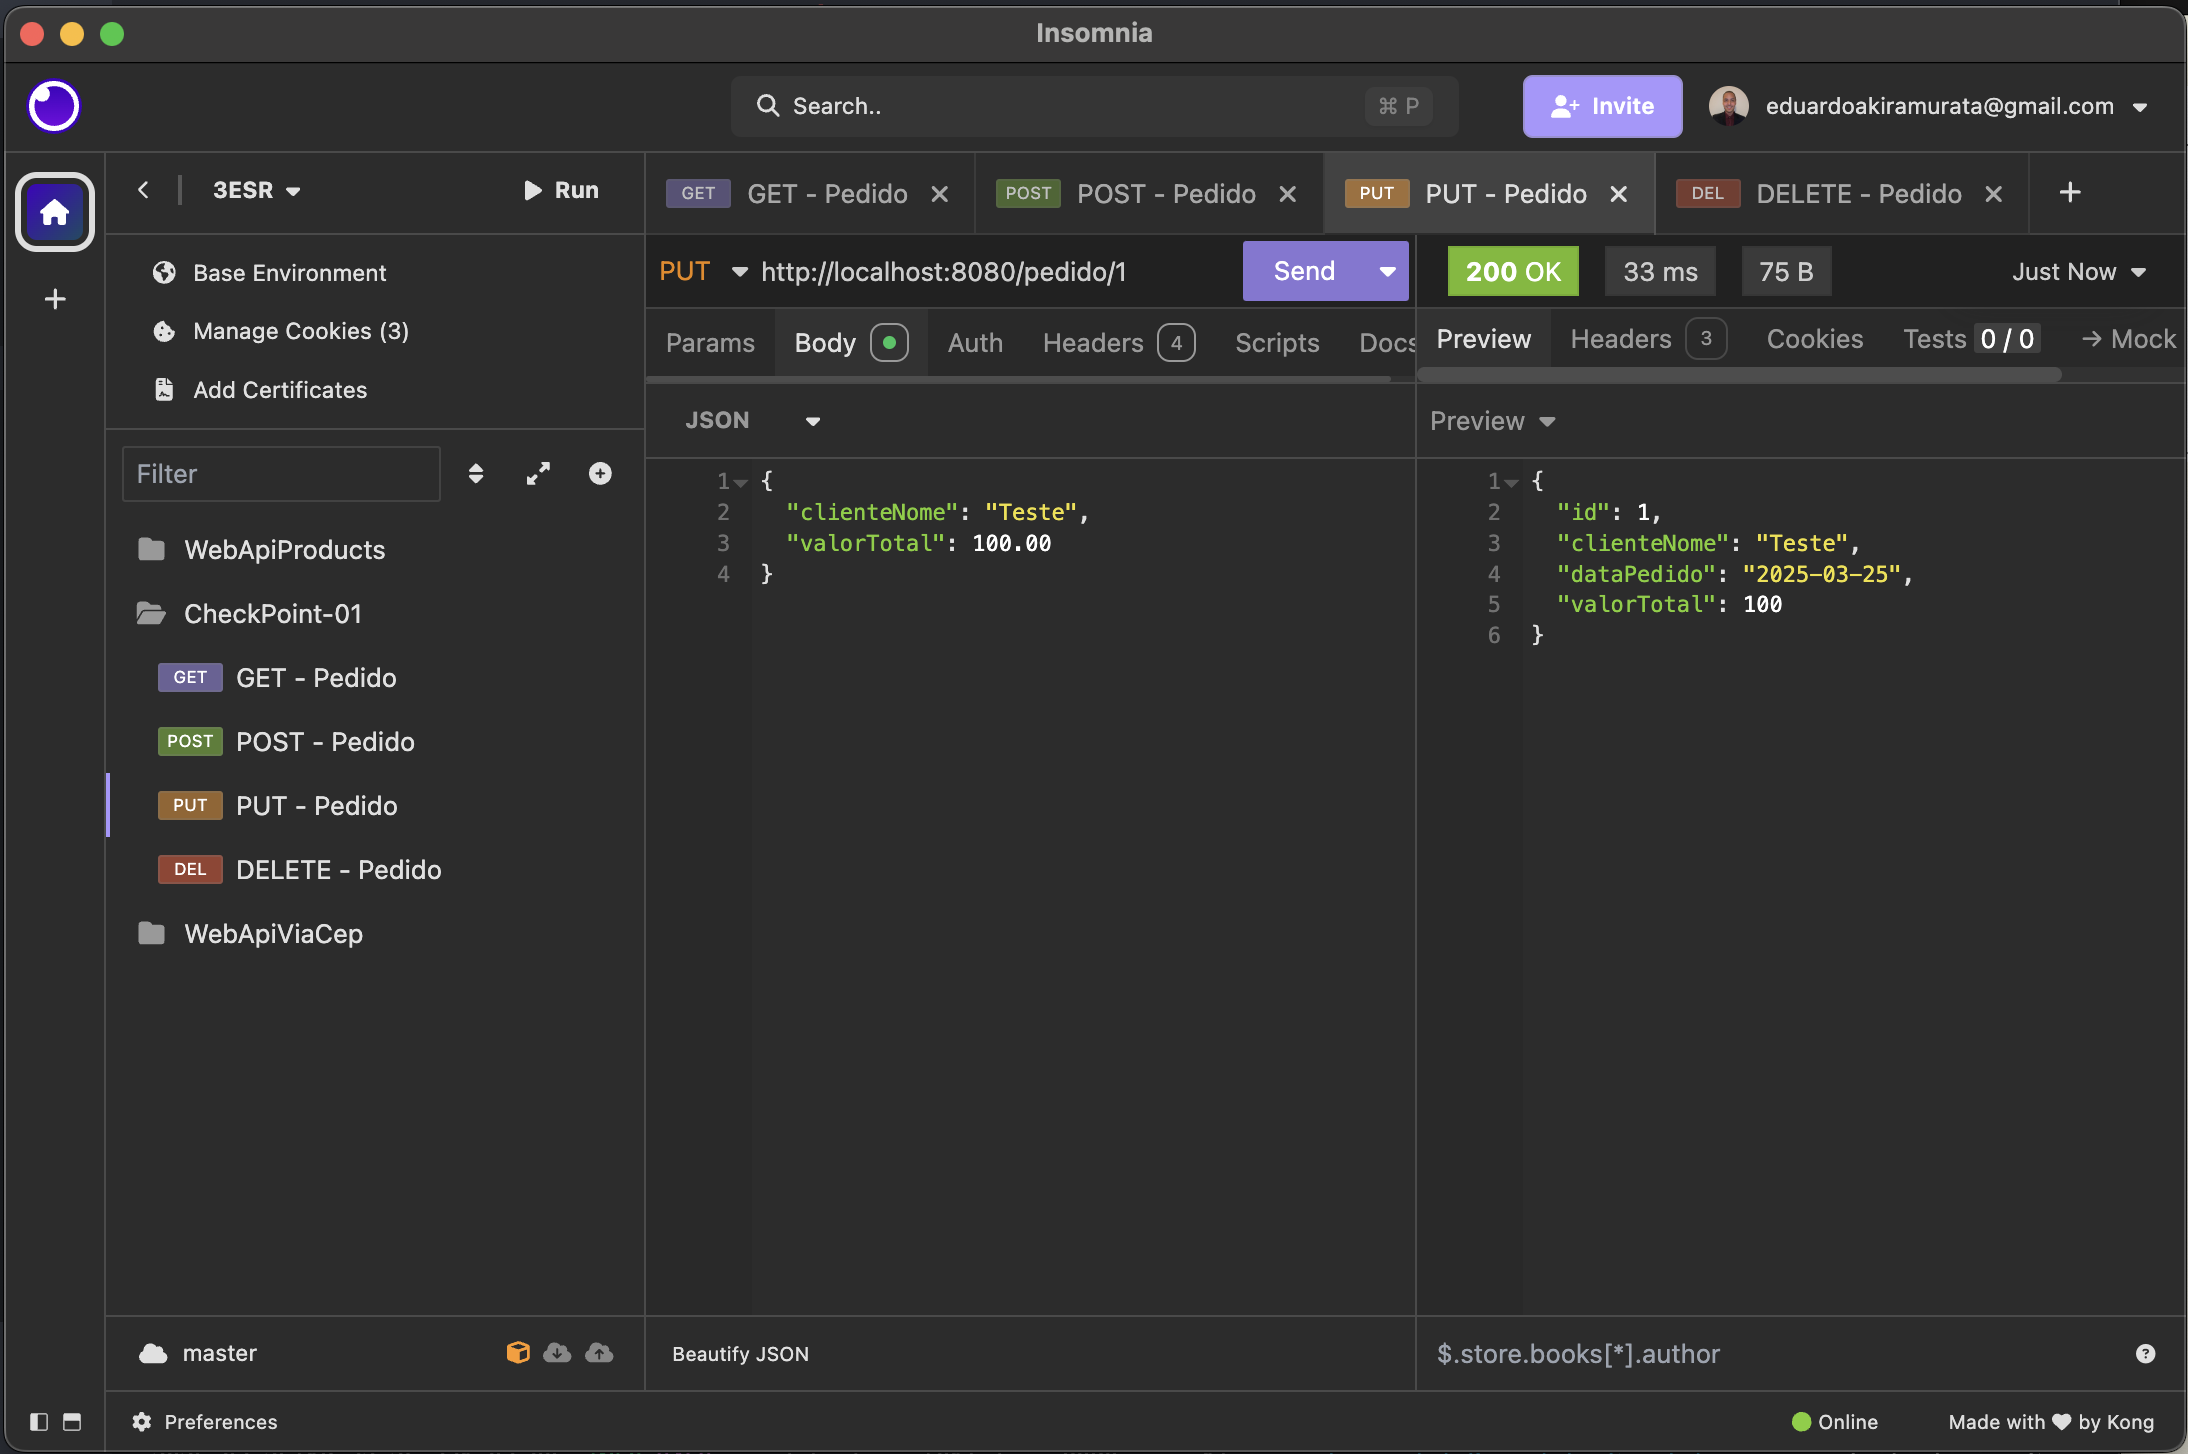 Insomnia
Search..
⌘ P
Invite
eduardoakiramurata@gmail.com
3ESR
Run
GET GET - Pedido
POST POST - Pedido
PUT PUT - Pedido
DEL DELETE - Pedido
Base Environment
Manage Cookies (3)
Add Certificates
Filter
WebApiProducts
CheckPoint-01
GET GET - Pedido
POST POST - Pedido
PUT PUT - Pedido
DEL DELETE - Pedido
WebApiViaCep
master
PUT http://localhost:8080/pedido/1
Send
Params Body Auth Headers 4 Scripts Docs
JSON
1 {
2 "clienteNome": "Teste",
3 "valorTotal": 100.00
4 }
Beautify JSON
200 OK 33 ms 75 B Just Now
Preview Headers 3 Cookies Tests 0 / 0 → Mock
Preview
1 {
2 "id": 1,
3 "clienteNome": "Teste",
4 "dataPedido": "2025-03-25",
5 "valorTotal": 100
6 }
$.store.books[*].author
Preferences
Online
Made with ♥ by Kong